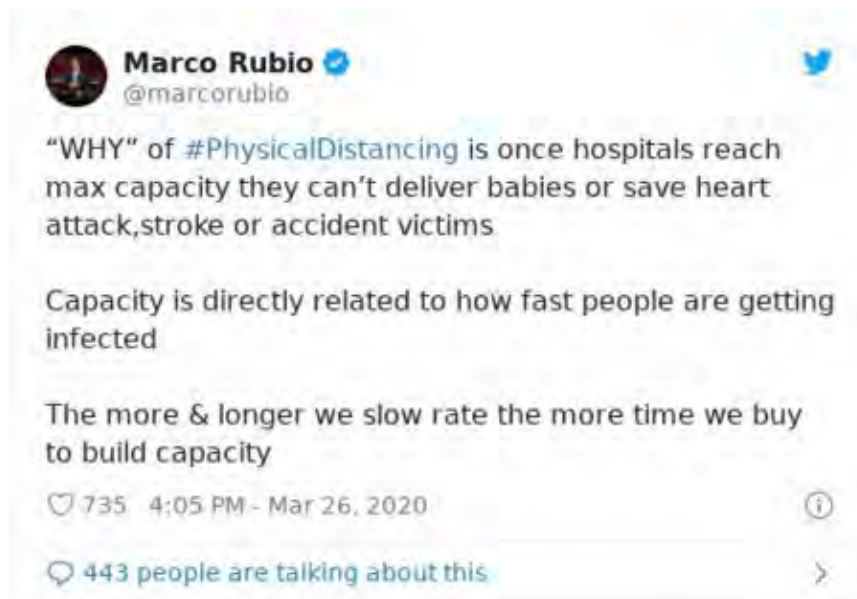 Marco Rubio
@marcorubio
“WHY” of #PhysicalDistancing is once hospitals reach
max capacity they can’t deliver babies or save heart
attack,stroke or accident victims
Capacity is directly related to how fast people are getting
infected
The more & longer we slow rate the more time we buy
to build capacity
735 4:05 PM - Mar 26, 2020
443 people are talking about this